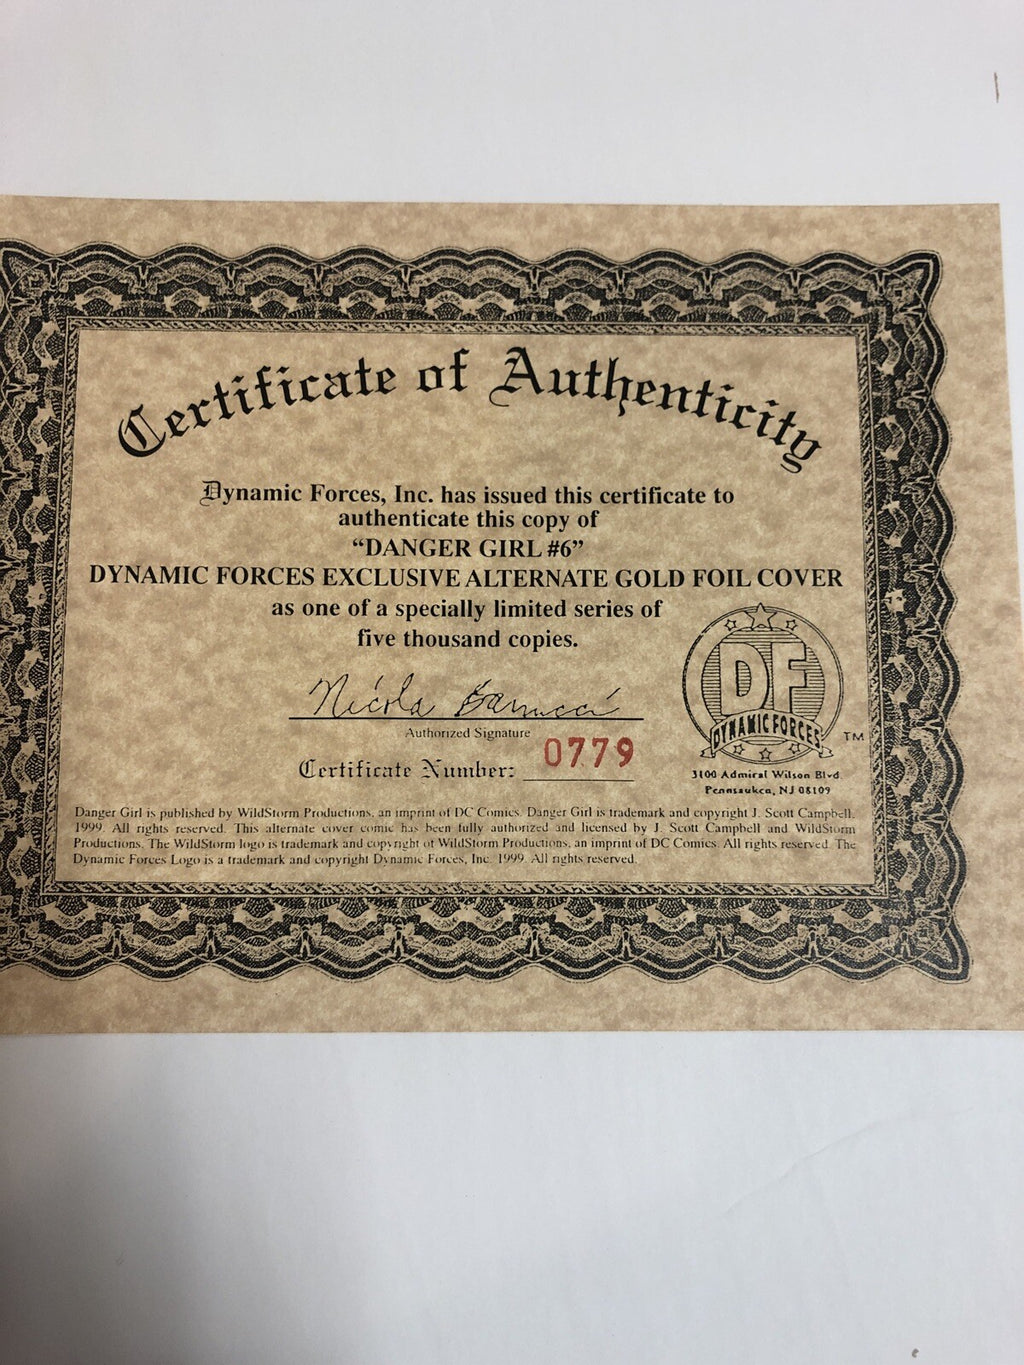 Certificate of Authenticity
Dynamic Forces, Inc. has issued this certificate to
authenticate this copy of
“DANGER GIRL #6”
DYNAMIC FORCES EXCLUSIVE ALTERNATE GOLD FOIL COVER
as one of a specially limited series of
five thousand copies.
Nicola Barrucci
Authorized Signature
Certificate Number: 0779
DF
DYNAMIC FORCES
TM
3100 Admiral Wilson Blvd.
Pennsauken, NJ 08109
Danger Girl is published by WildStorm Productions, an imprint of DC Comics. Danger Girl is trademark and copyright J. Scott Campbell.
1999. All rights reserved. This alternate cover comic has been fully authorized and licensed by J. Scott Campbell and WildStorm
Productions. The WildStorm logo is trademark and copyright of WildStorm Productions, an imprint of DC Comics. All rights reserved. The
Dynamic Forces Logo is a trademark and copyright Dynamic Forces, Inc. 1999. All rights reserved.